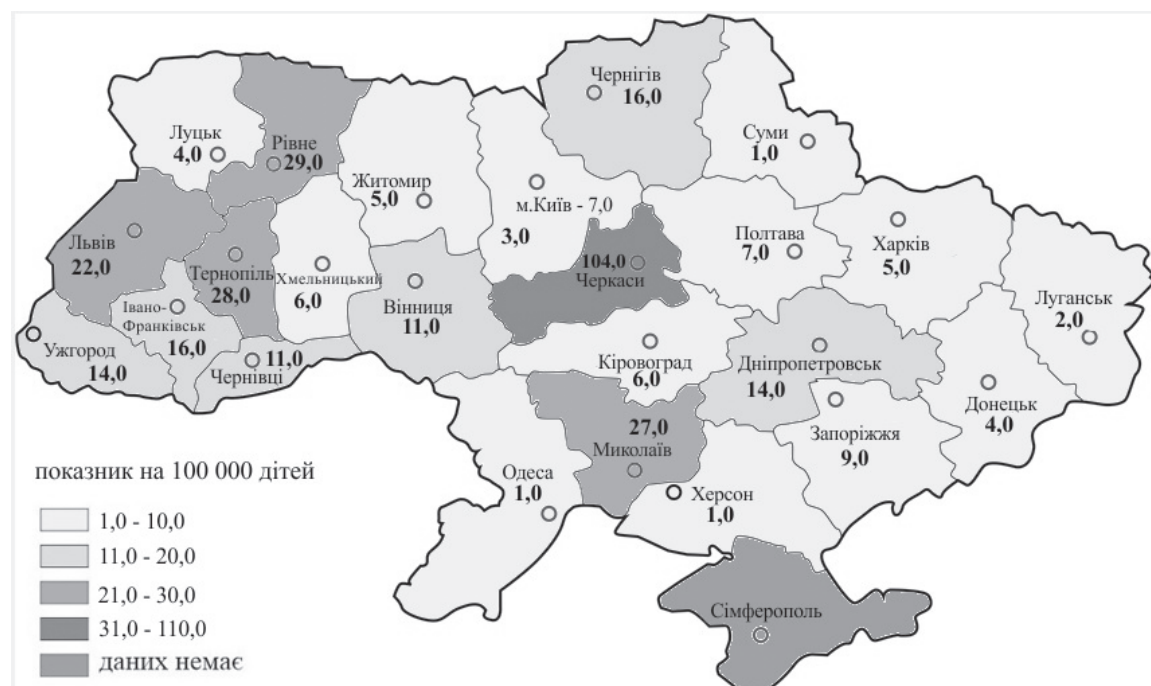 Чернігів
16,0
Суми
1,0
Луцьк
4,0
Рівне
29,0
Житомир
5,0
м.Київ - 7,0
3,0
Полтава
7,0
Харків
5,0
Львів
22,0
Тернопіль
28,0
Хмельницький
6,0
Вінниця
11,0
104,0
Черкаси
Луганськ
2,0
Івано-
Франківськ
16,0
Ужгород
14,0
11,0
Чернівці
Кіровоград
6,0
Дніпропетровськ
14,0
Донецьк
4,0
Запоріжжя
9,0
27,0
Миколаїв
Одеса
1,0
Херсон
1,0
Сімферополь
показник на 100 000 дітей
1,0 - 10,0
11,0 - 20,0
21,0 - 30,0
31,0 - 110,0
даних немає